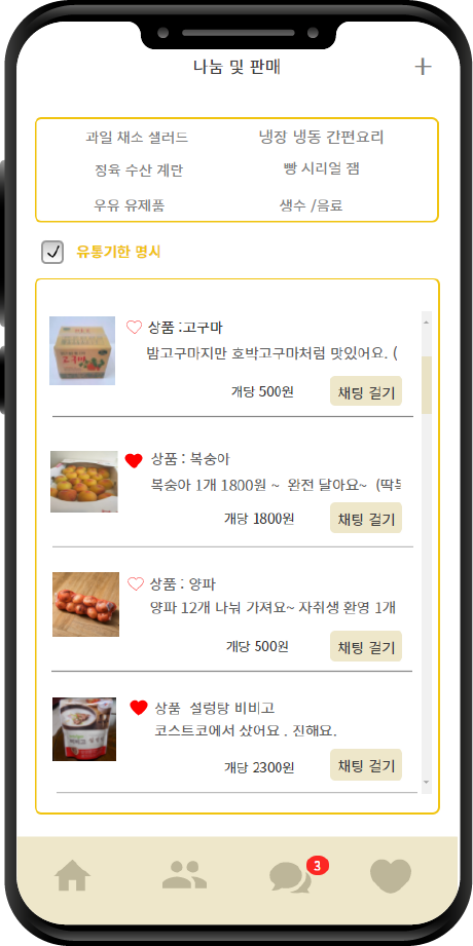 나눔 및 판매 +
과일 채소 샐러드 냉장 냉동 간편요리
정육 수산 계란 빵 시리얼 잼
우유 유제품 생수 /음료
유통기한 명시
상품 :고구마
밤고구마지만 호박고구마처럼 맛있어요. (
개당 500원 채팅 걸기
상품 : 복숭아
복숭아 1개 1800원 ~ 완전 달아요~ (딱복
개당 1800원 채팅 걸기
상품 : 양파
양파 12개 나눠 가져요~ 자취생 환영 1개
개당 500원 채팅 걸기
상품 설렁탕 비비고
코스트코에서 샀어요 . 진해요.
개당 2300원 채팅 걸기
고구마
비비고
3